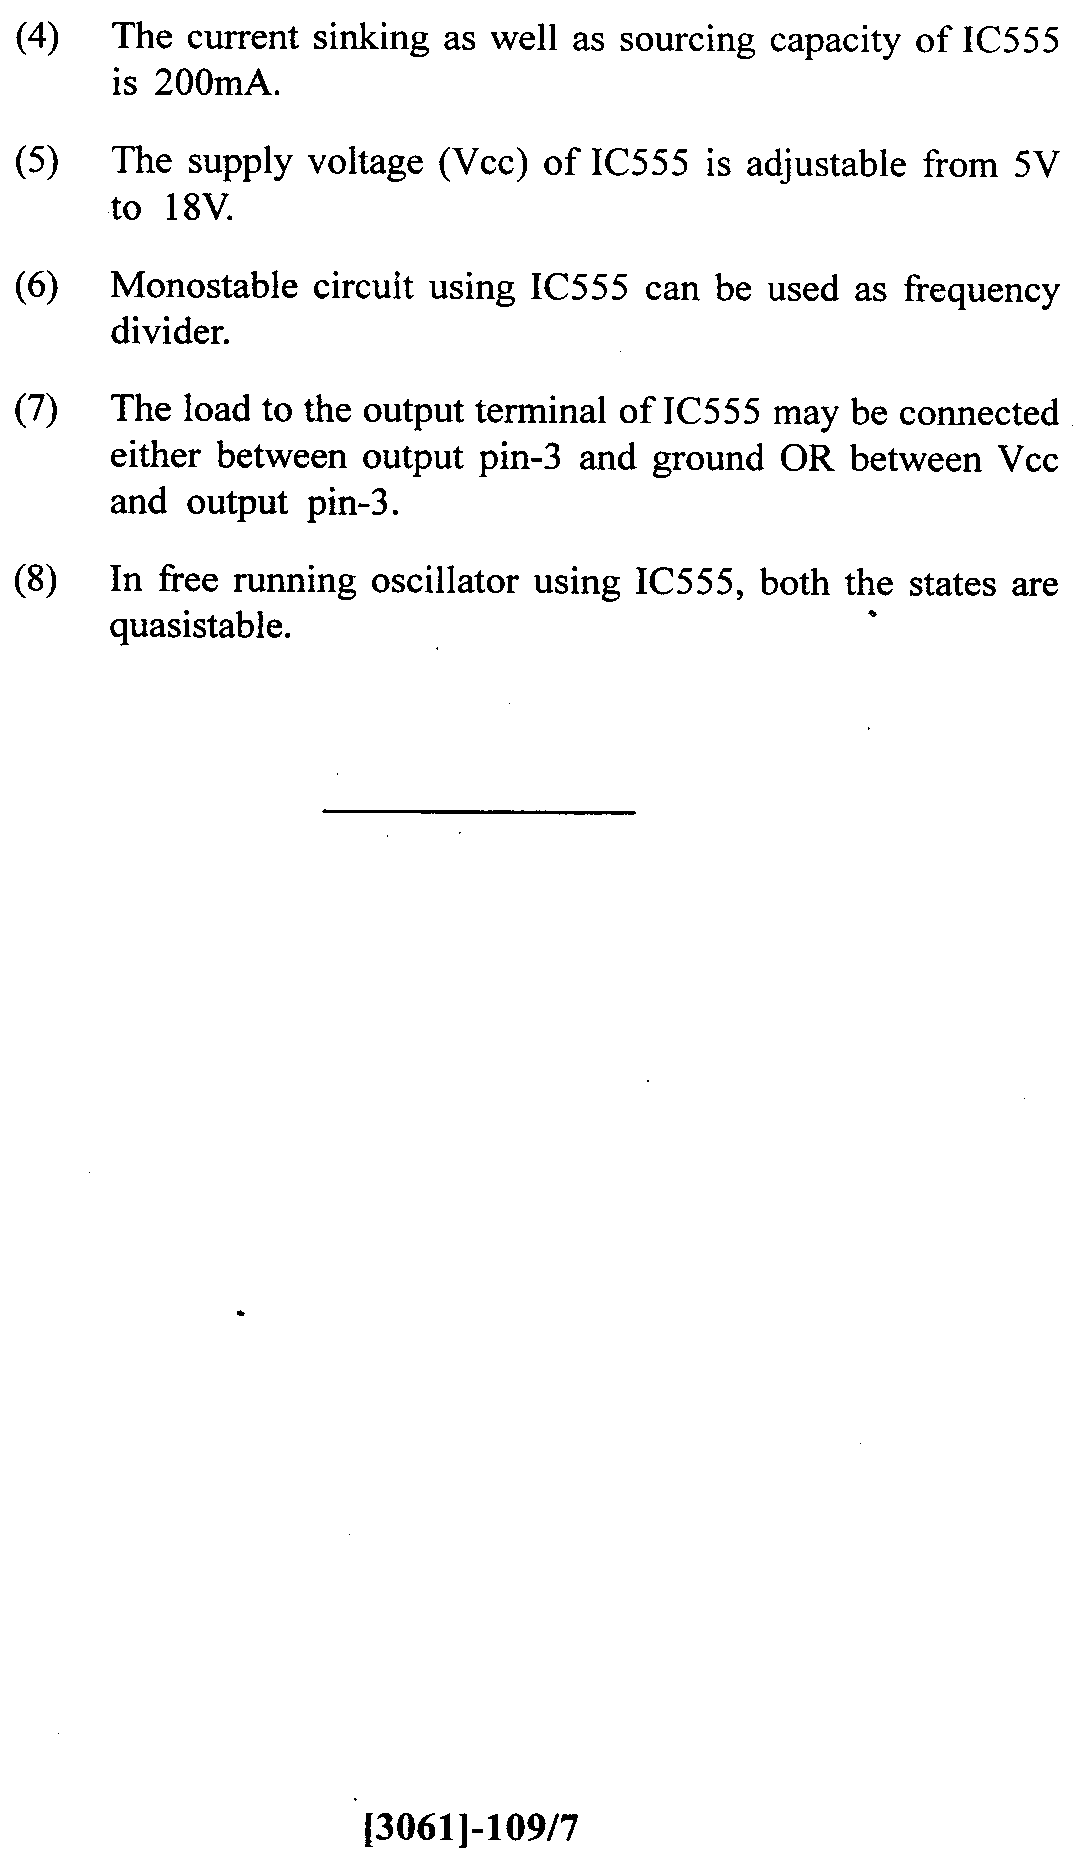 (4) The current sinking as well as sourcing capacity of IC555
is 200mA.
(5) The supply voltage (Vcc) of IC555 is adjustable from 5V
to 18V.
(6) Monostable circuit using IC555 can be used as frequency
divider.
(7) The load to the output terminal of IC555 may be connected
either between output pin-3 and ground OR between Vcc
and output pin-3.
(8) In free running oscillator using IC555, both the states are
quasistable.
[3061]-109/7